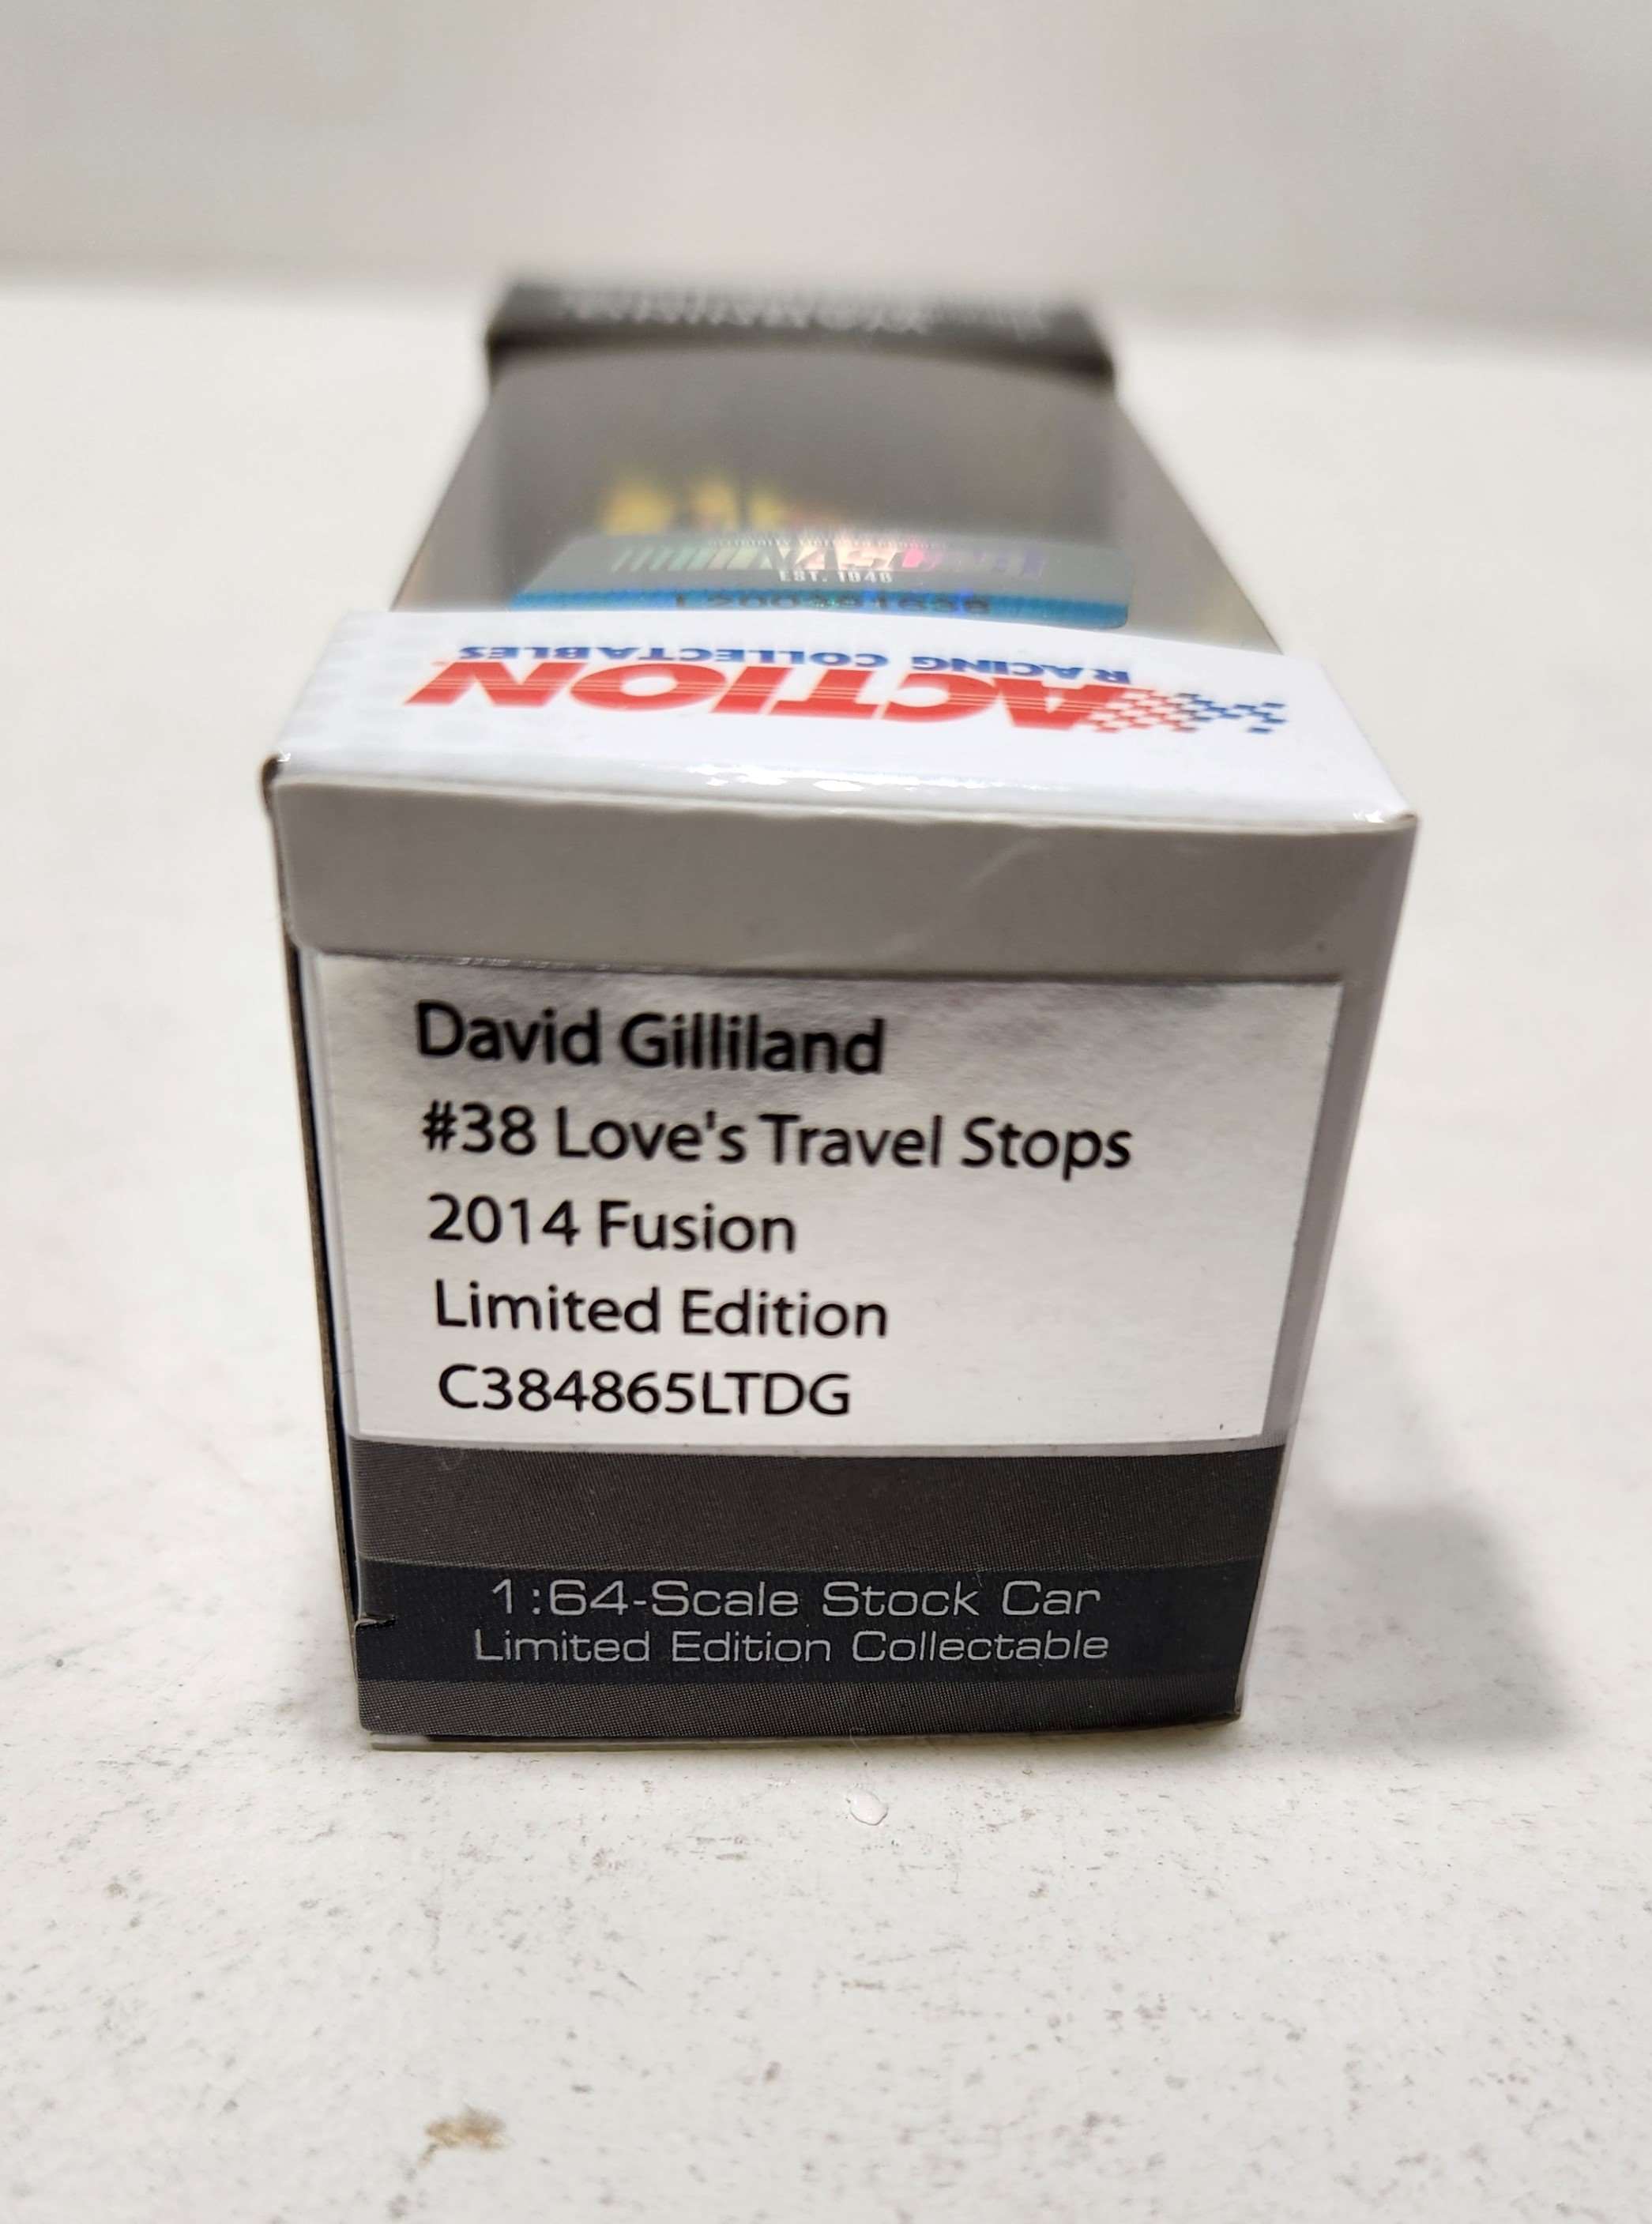 EST. 1948
RACING COLLECTABLES
ACTION
David Gilliland
#38 Love's Travel Stops
2014 Fusion
Limited Edition
C384865LTDG
1:64-Scale Stock Car
Limited Edition Collectable